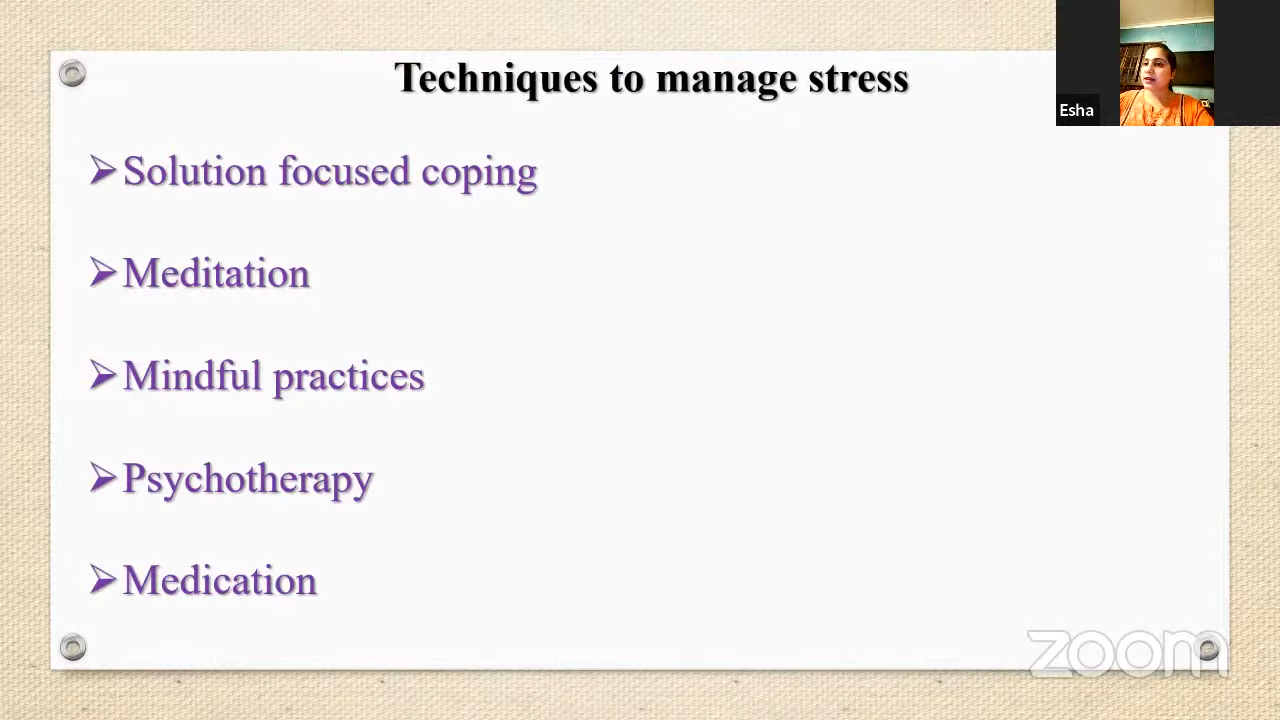 Techniques to manage stress
Esha
Solution focused coping
Meditation
Mindful practices
Psychotherapy
Medication
zoom